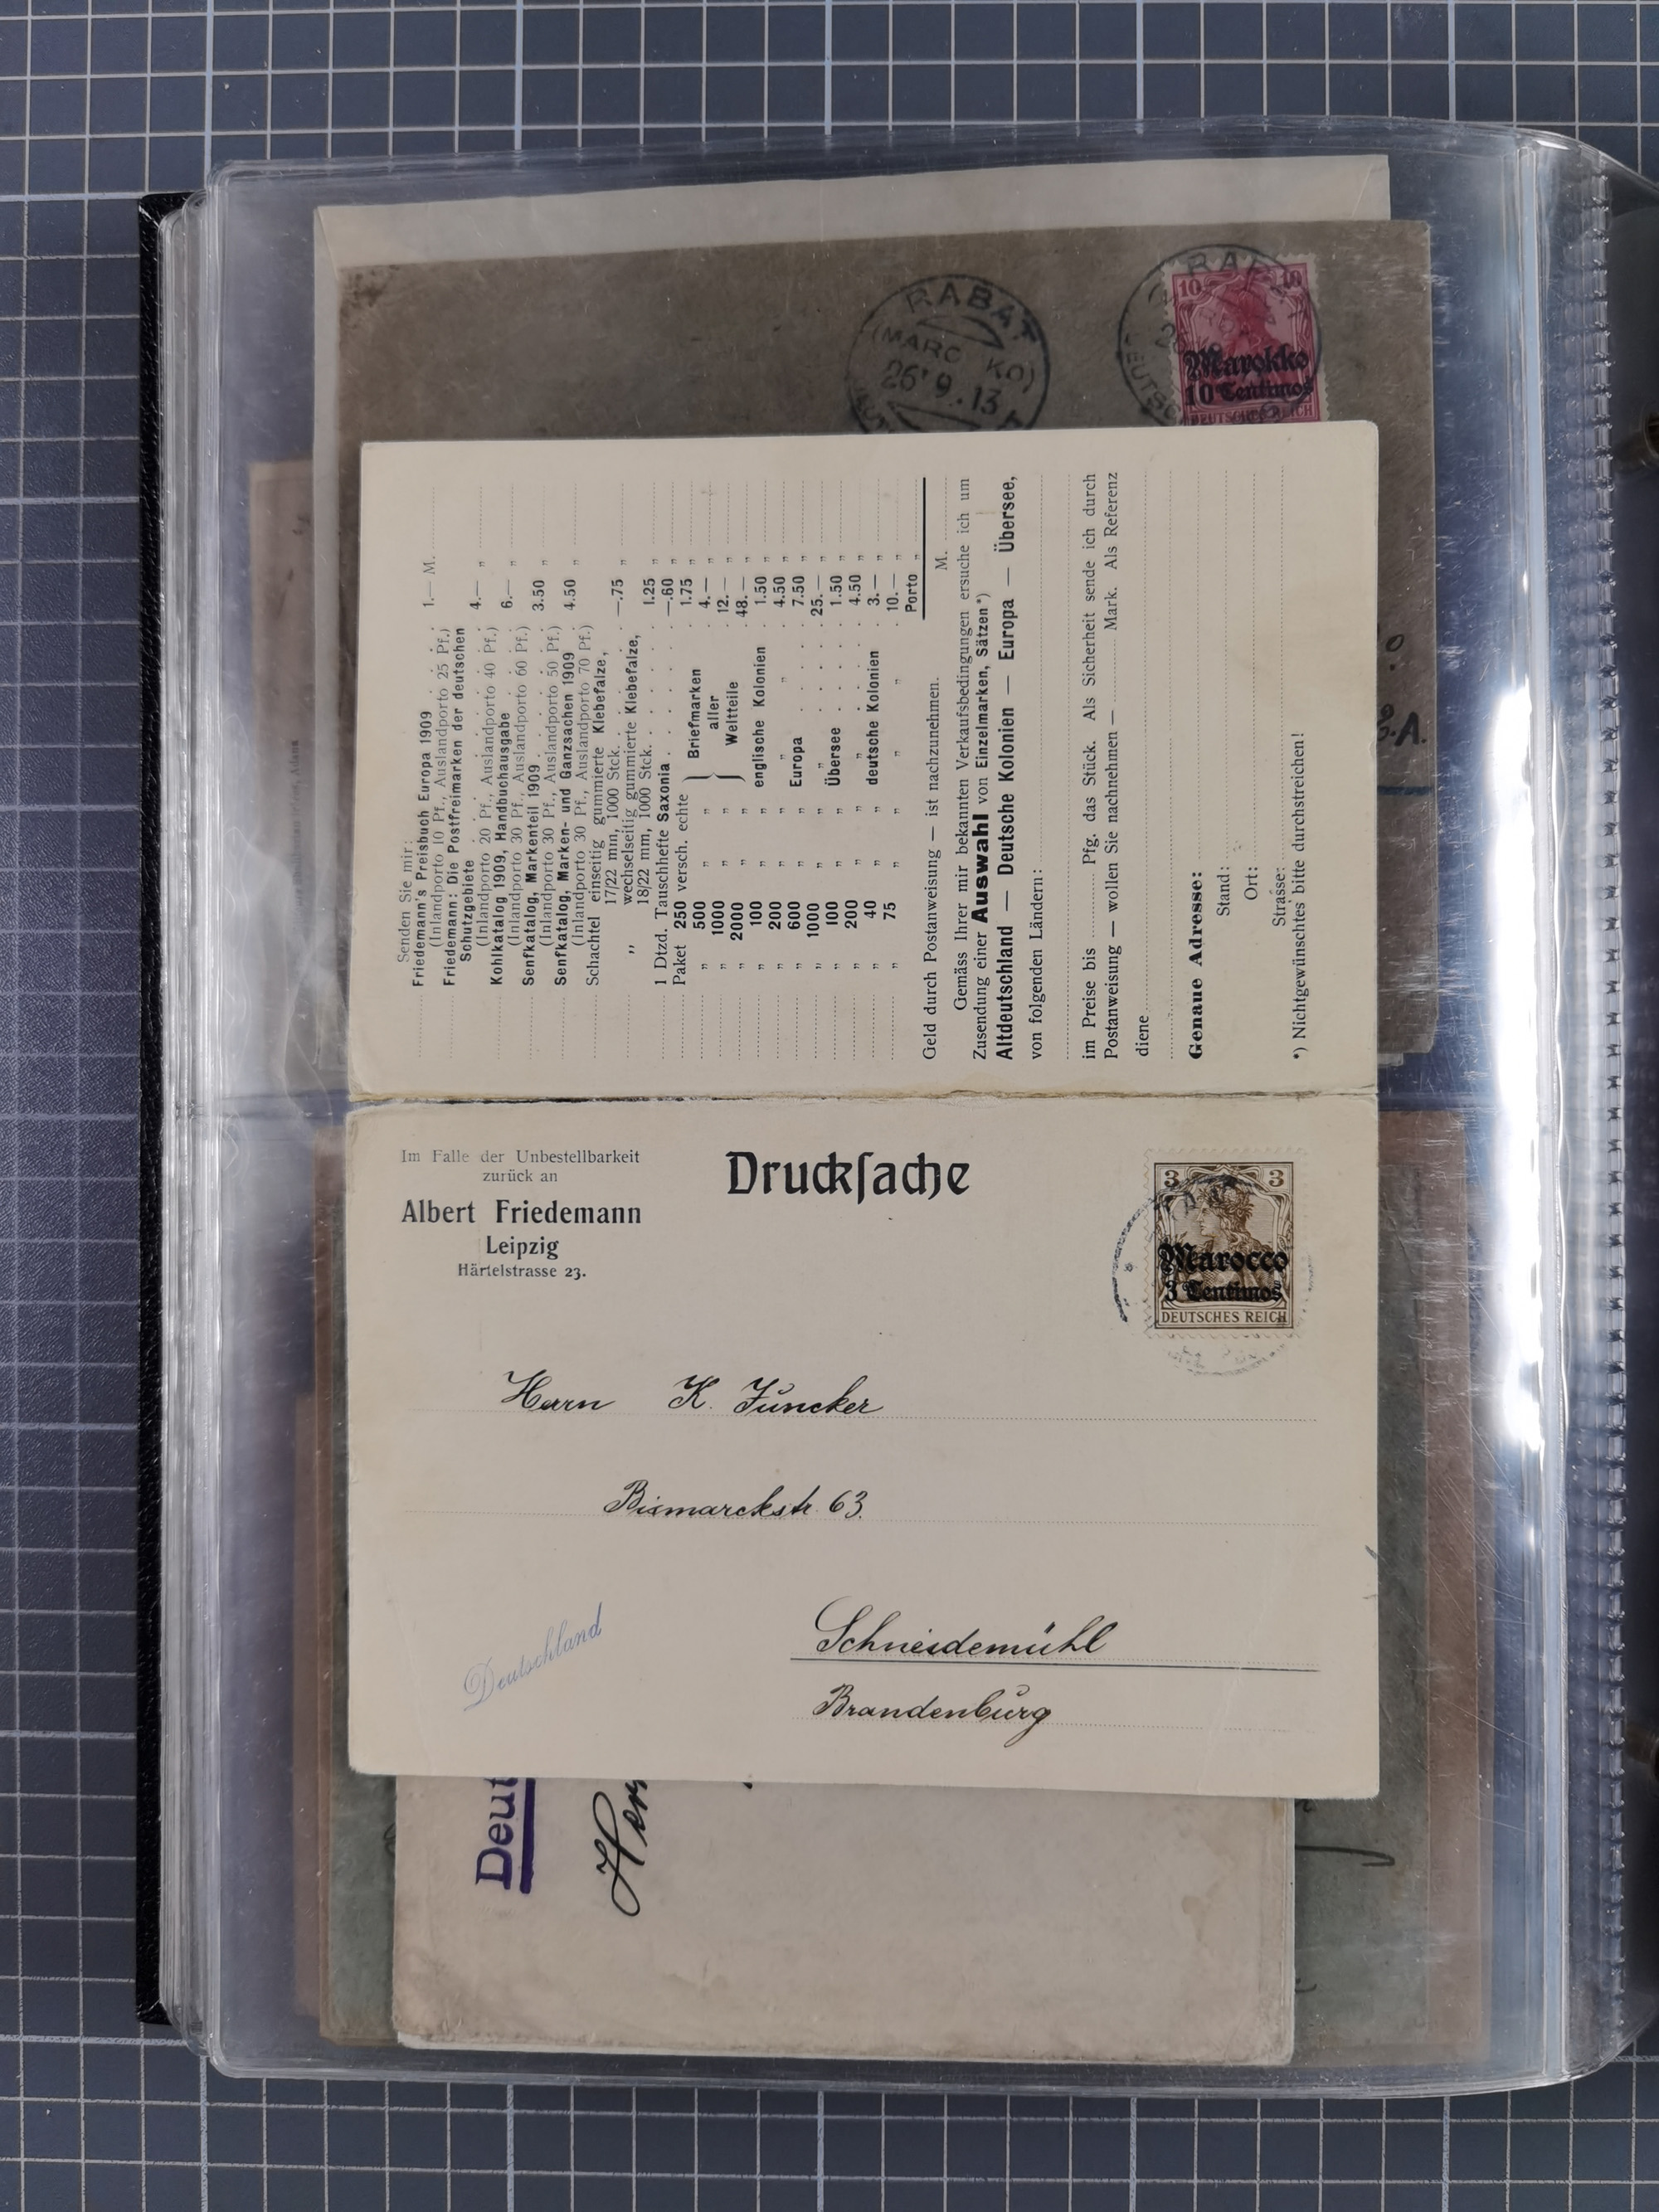 RABAT
(MAROKKO)
26 9.13
10 10
Marokko
10 Centimos
DEUTSCHES REICH
Senden Sie mir:
Friedemann's Preisbuch Europa 1909 . . 1.— M.
(Inlandporto 10 Pf., Auslandporto 25 Pf.)
Friedemann: Die Postfreimarken der deutschen
Schutzgebiete . . . 4.— „
(Inlandporto 20 Pf., Auslandporto 40 Pf.)
Kohlkatalog 1909, Handbuchausgabe . . 6.— „
(Inlandporto 30 Pf., Auslandporto 60 Pf.)
Senfkatalog, Markenteil 1909 . . 3.50 „
(Inlandporto 30 Pf., Auslandporto 50 Pf.)
Senfkatalog, Marken- und Ganzsachen 1909 4.50 „
(Inlandporto 30 Pf., Auslandporto 70 Pf.)
Schachtel einseitig gummierte Klebefalze,
17/22 mm, 1000 Stck. . . —.75 „
„ wechselseitig gummierte Klebefalze,
18/22 mm, 1000 Stck. . . . . 1.25 „
1 Dtzd. Tauschhefte Saxonia . . . . . —.60 „
Paket 250 versch. echte } Briefmarken . 1.75 „
„ 500 „ „ aller . 4.— „
„ 1000 „ „ Weltteile . 12.— „
„ 2000 „ „ . 48.— „
„ 100 „ „ englische Kolonien . 1.50 „
„ 200 „ „ „ „ . 4.50 „
„ 600 „ „ Europa . . . . 7.50 „
„ 1000 „ „ „ . . . . 25.— „
„ 100 „ „ Übersee . . . . 1.50 „
„ 200 „ „ „ . . . . 4.50 „
„ 40 „ „ deutsche Kolonien . 3.— „
„ 75 „ „ „ „ . 10.— „
Porto „
Geld durch Postanweisung — ist nachzunehmen. M.
Gemäss Ihrer mir bekannten Verkaufsbedingungen ersuche ich um
Zusendung einer Auswahl von Einzelmarken, Sätzen *)
Altdeutschland — Deutsche Kolonien — Europa — Übersee,
von folgenden Ländern:
im Preise bis ........ Pfg. das Stück. Als Sicherheit sende ich durch
Postanweisung — wollen Sie nachnehmen — ........ Mark. Als Referenz
diene
Genaue Adresse:
Stand:
Ort:
Strasse:
*) Nichtgewünschtes bitte durchstreichen!
Im Falle der Unbestellbarkeit
zurück an
Albert Friedemann
Leipzig
Härtelstrasse 23.
Drucksache
3 3
Marocco
3 Centimos
DEUTSCHES REICH
Herrn K. Juncker
Bismarckstr. 63.
Schneidemühl
Brandenburg
Deutschland